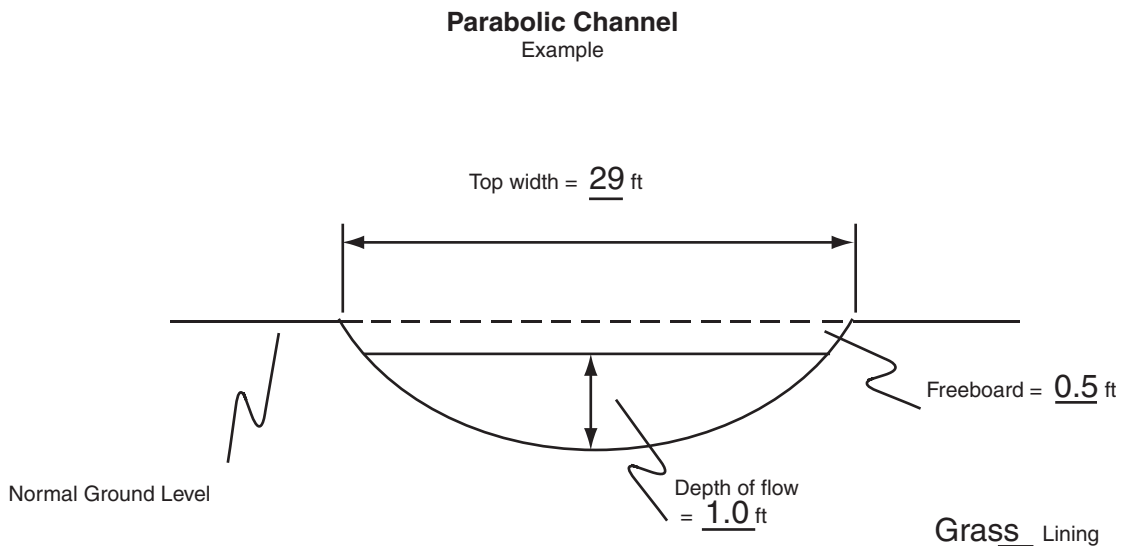 Parabolic Channel
Example
Top width = 29 ft
Freeboard = 0.5 ft
Normal Ground Level
Depth of flow
= 1.0 ft
Grass Lining